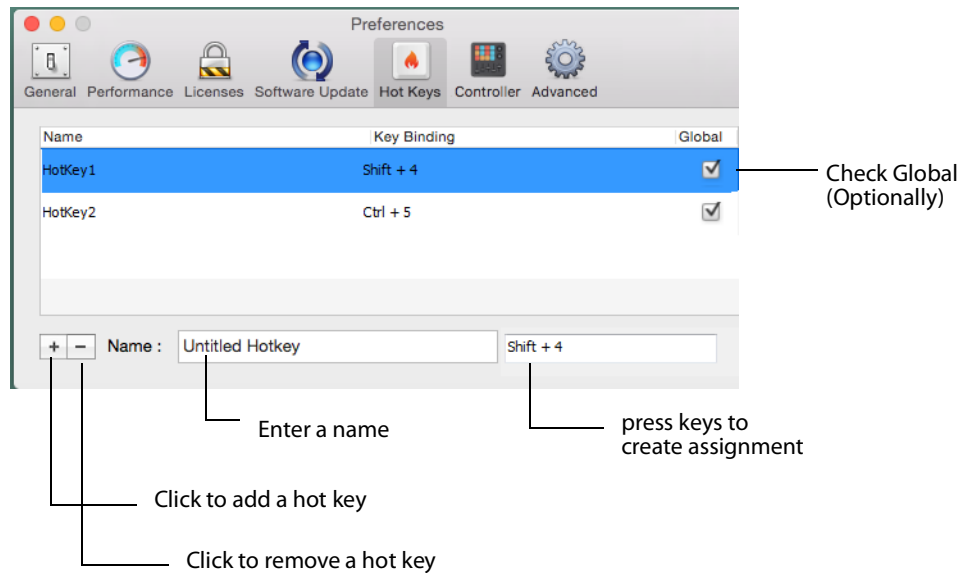 Preferences
General Performance Licenses Software Update Hot Keys Controller Advanced
Name Key Binding Global
HotKey1 Shift + 4
HotKey2 Ctrl + 5
Check Global
(Optionally)
+ - Name : Untitled Hotkey Shift + 4
Enter a name
press keys to
create assignment
Click to add a hot key
Click to remove a hot key